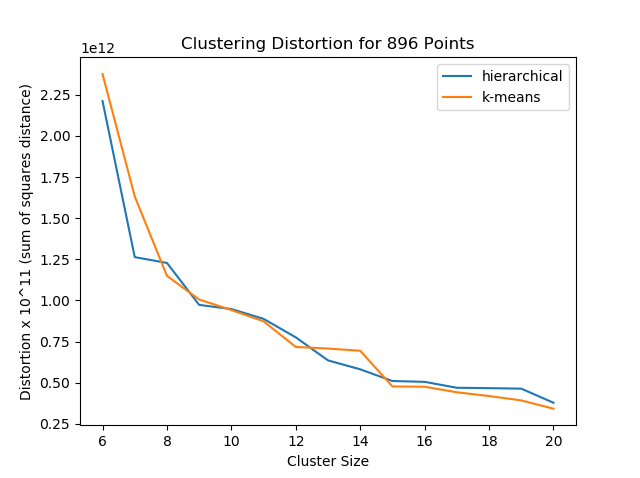 Clustering Distortion for 896 Points
1e12
hierarchical
k-means
2.25
2.00
1.75
1.50
1.25
1.00
0.75
0.50
0.25
Distortion x 10^11 (sum of squares distance)
6 8 10 12 14 16 18 20
Cluster Size